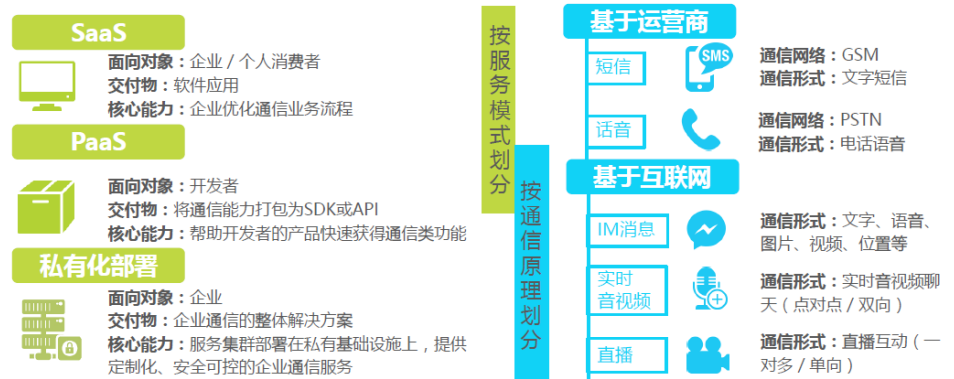 SaaS
面向对象：企业 / 个人消费者
交付物：软件应用
核心能力：企业优化通信业务流程
PaaS
面向对象：开发者
交付物：将通信能力打包为SDK或API
核心能力：帮助开发者的产品快速获得通信类功能
私有化部署
面向对象：企业
交付物：企业通信的整体解决方案
核心能力：服务集群部署在私有基础设施上，提供
定制化、安全可控的企业通信服务
按服务模式划分
按通信原理划分
基于运营商
短信
SMS
通信网络：GSM
通信形式：文字短信
话音
通信网络：PSTN
通信形式：电话语音
基于互联网
IM消息
通信形式：文字、语音、
图片、视频、位置等
实时
音视频
通信形式：实时音视频聊
天（点对点 / 双向）
直播
通信形式：直播互动（一
对多 / 单向）